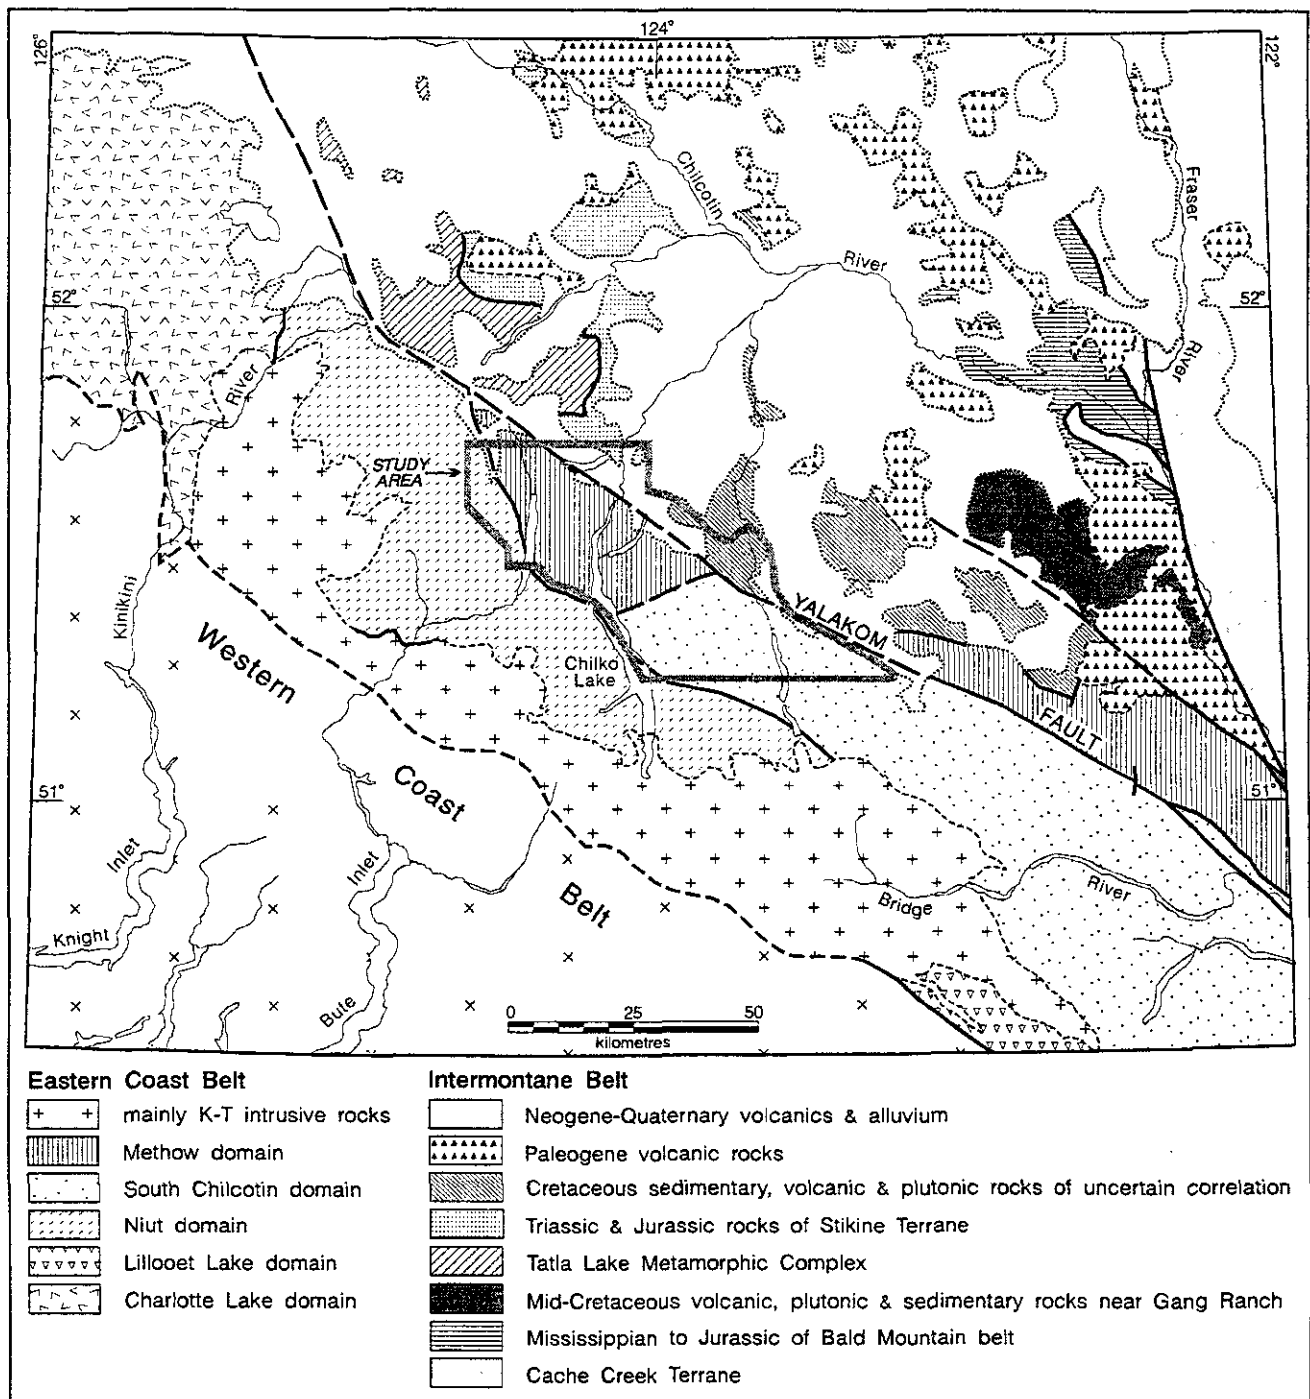 126°
124°
122°
Chilcotin
River
Fraser
River
52°
52°
River
STUDY
AREA
YALAKOM
FAULT
Kinikini
Western
Coast
Belt
Chilko
Lake
51°
51°
Inlet
Inlet
Knight
Bute
Bridge
River
0 25 50
kilometres
Eastern Coast Belt
mainly K-T intrusive rocks
Methow domain
South Chilcotin domain
Niut domain
Lillooet Lake domain
Charlotte Lake domain
Intermontane Belt
Neogene-Quaternary volcanics & alluvium
Paleogene volcanic rocks
Cretaceous sedimentary, volcanic & plutonic rocks of uncertain correlation
Triassic & Jurassic rocks of Stikine Terrane
Tatla Lake Metamorphic Complex
Mid-Cretaceous volcanic, plutonic & sedimentary rocks near Gang Ranch
Mississippian to Jurassic of Bald Mountain belt
Cache Creek Terrane